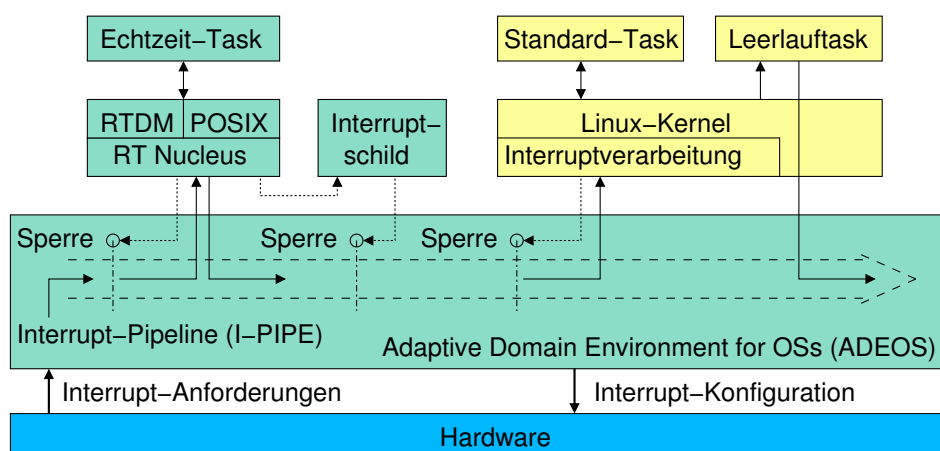 Echtzeit−Task
Standard−Task
Leerlauftask
RTDM
POSIX
RT Nucleus
Interrupt−
schild
Linux−Kernel
Interruptverarbeitung
Sperre
Sperre
Sperre
Interrupt−Pipeline (I−PIPE)
Adaptive Domain Environment for OSs (ADEOS)
Interrupt−Anforderungen
Interrupt−Konfiguration
Hardware